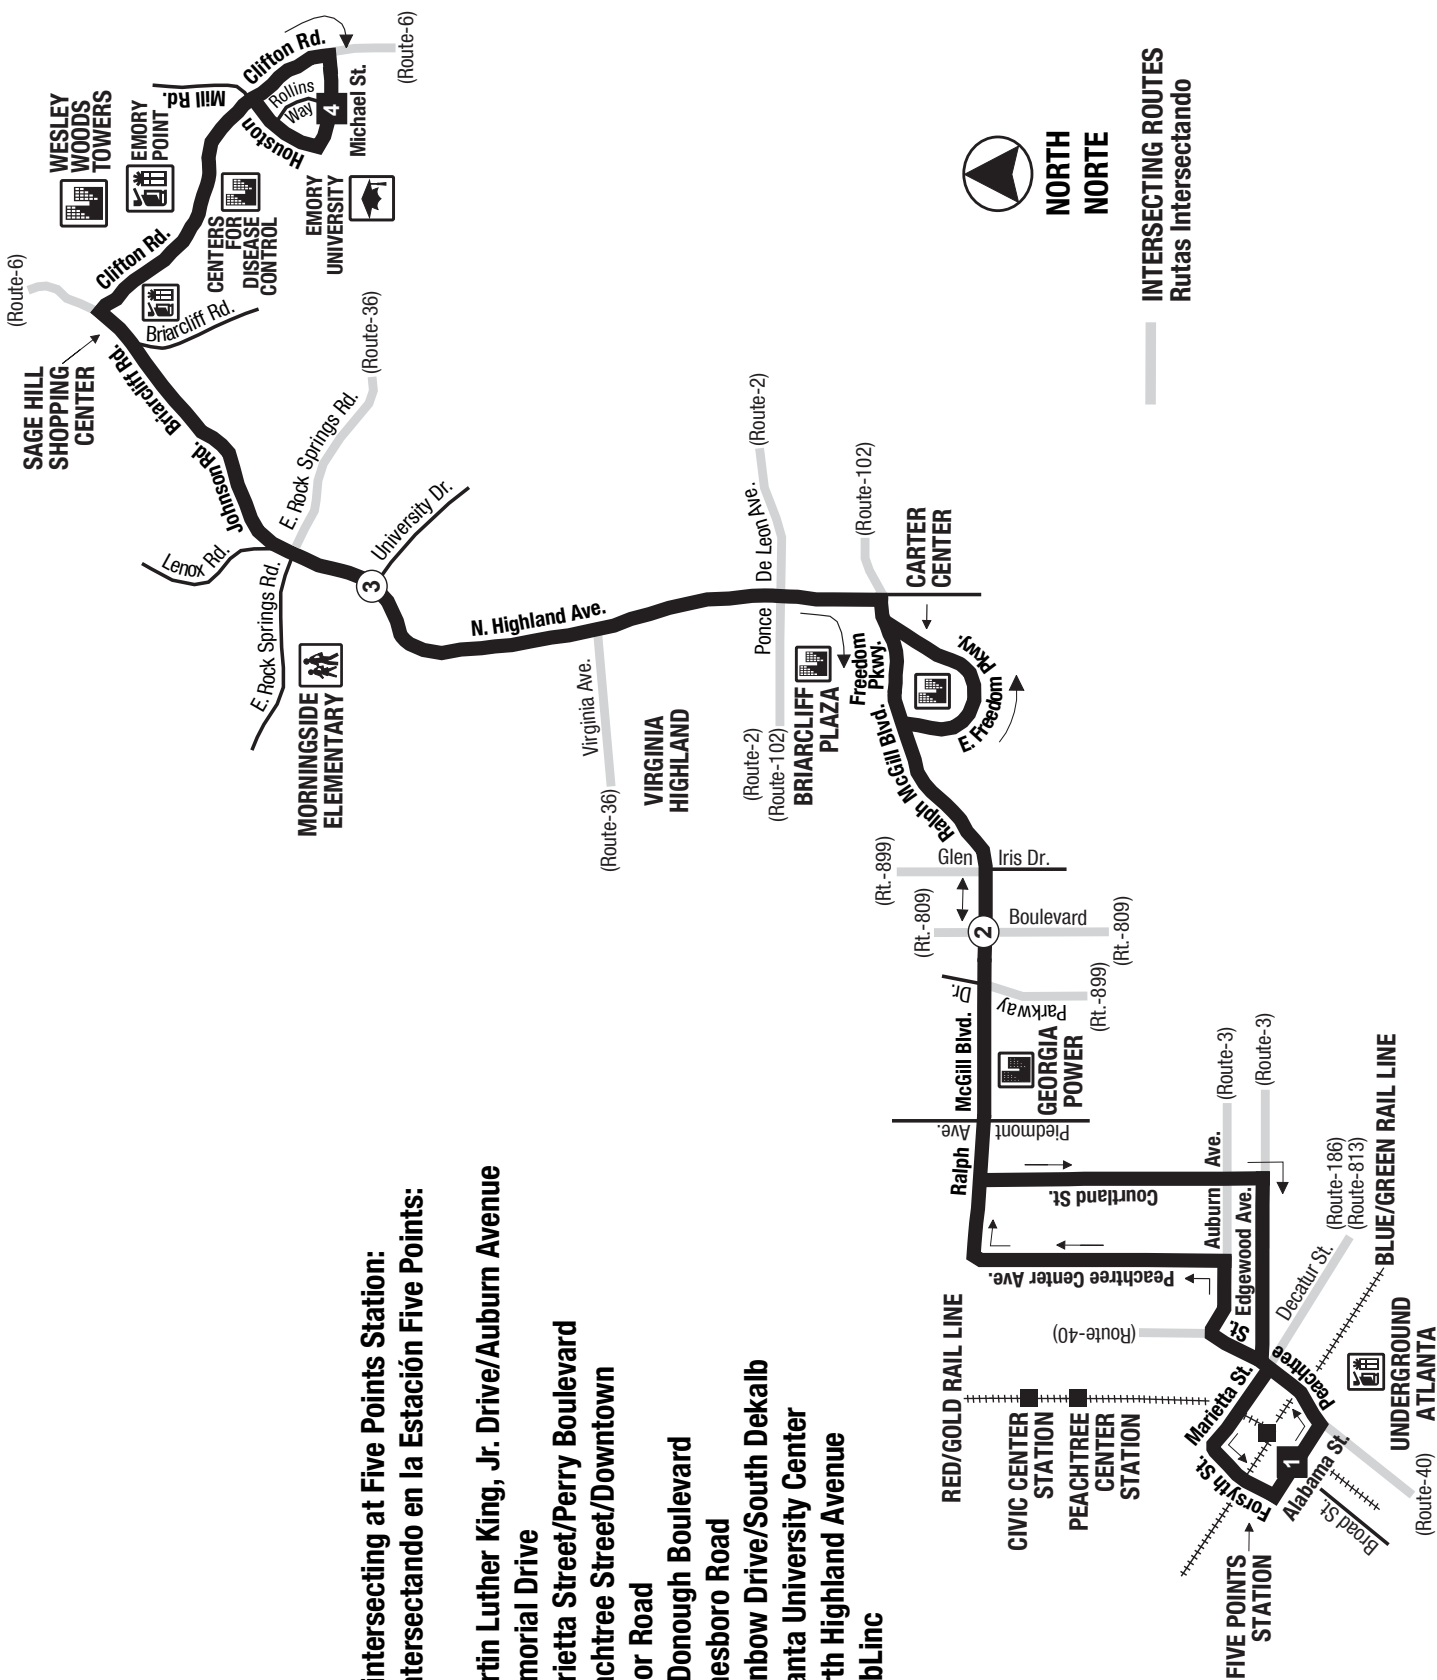 (Route-6)
WESLEY
WOODS
TOWERS
EMORY
POINT
Mill Rd.
Clifton Rd.
(Route-6)
Rollins
Way
4
Houston
Michael St.
CENTERS
FOR
DISEASE
CONTROL
EMORY
UNIVERSITY
Clifton Rd.
(Route-6)
SAGE HILL
SHOPPING
CENTER
Briarcliff Rd.
Briarcliff Rd.
Johnson Rd.
E. Rock Springs Rd.
(Route-36)
Lenox Rd.
E. Rock Springs Rd.
University Dr.
3
MORNINGSIDE
ELEMENTARY
N. Highland Ave.
Virginia Ave.
(Route-36)
VIRGINIA
HIGHLAND
Ponce De Leon Ave.
(Route-2)
(Route-2)
(Route-102)
BRIARCLIFF
PLAZA
(Route-102)
CARTER
CENTER
Freedom
Pkwy.
E. Freedom
Pkwy.
Ralph McGill Blvd.
(Rt.-899)
Glen Iris Dr.
(Rt.-809)
2
Boulevard
(Rt.-809)
Parkway Dr.
(Rt.-899)
Ralph McGill Blvd.
GEORGIA
POWER
Piedmont Ave.
Courtland St.
Peachtree Center Ave.
Auburn Ave.
(Route-3)
Edgewood Ave.
(Route-3)
(Route-40)
Decatur St.
(Route-186)
(Route-813)
BLUE/GREEN RAIL LINE
RED/GOLD RAIL LINE
CIVIC CENTER
STATION
PEACHTREE
CENTER
STATION
Peachtree St.
Marietta St.
Forsyth St.
Alabama St.
Broad St.
1
UNDERGROUND
ATLANTA
(Route-40)
FIVE POINTS
STATION
NORTH
NORTE
INTERSECTING ROUTES
Rutas Intersectando
intersecting at Five Points Station:
ntersectando en la Estación Five Points:
rtin Luther King, Jr. Drive/Auburn Avenue
morial Drive
rietta Street/Perry Boulevard
achtree Street/Downtown
or Road
Donough Boulevard
nesboro Road
nbow Drive/South Dekalb
anta University Center
rth Highland Avenue
bLinc